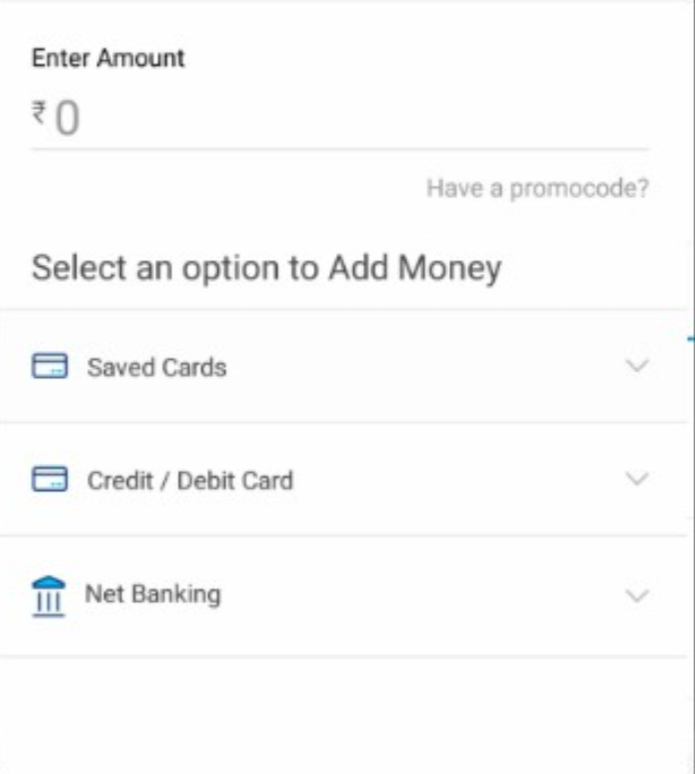 Enter Amount
₹ 0
Have a promocode?
Select an option to Add Money
Saved Cards
Credit / Debit Card
Net Banking